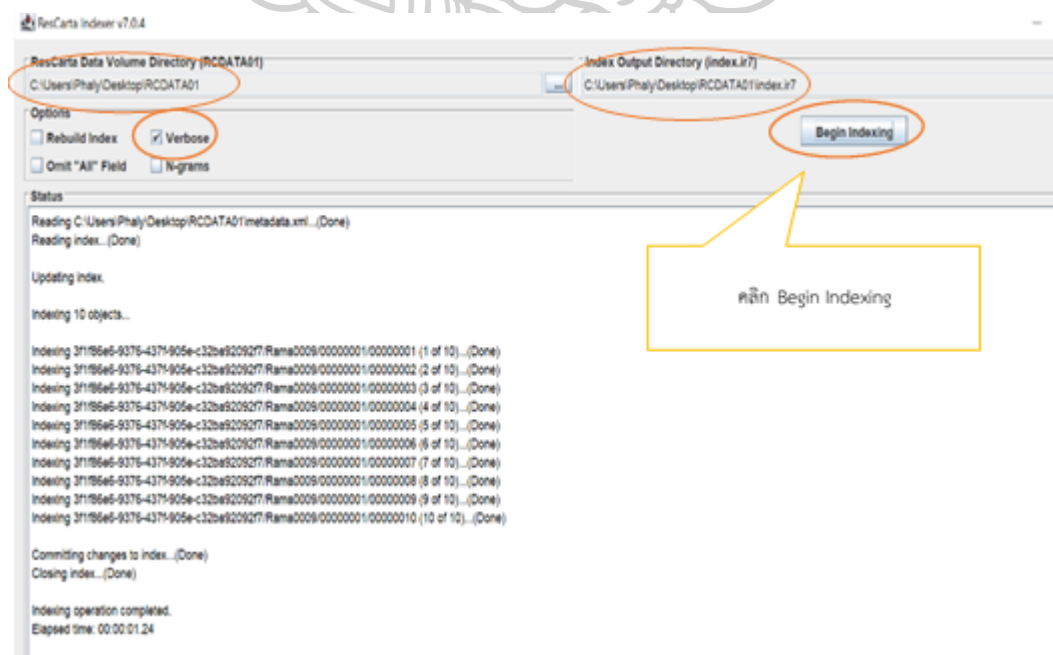 ResCarta Indexer v7.0.4
ResCarta Data Volume Directory (RCDATA01)
C:\Users\Phaly\Desktop\RCDATA01
...
Index Output Directory (index.ir7)
C:\Users\Phaly\Desktop\RCDATA01\index.ir7
Options
Rebuild Index Verbose
Omit "All" Field N-grams
Begin Indexing
Status
Reading C:\Users\Phaly\Desktop\RCDATA01\metadata.xml...(Done)
Reading index...(Done)
Updating index.
Indexing 10 objects...
Indexing 3f1f86e6-9376-437f-905e-c32ba92092f7/Rama0009/00000001/00000001 (1 of 10)...(Done)
Indexing 3f1f86e6-9376-437f-905e-c32ba92092f7/Rama0009/00000001/00000002 (2 of 10)...(Done)
Indexing 3f1f86e6-9376-437f-905e-c32ba92092f7/Rama0009/00000001/00000003 (3 of 10)...(Done)
Indexing 3f1f86e6-9376-437f-905e-c32ba92092f7/Rama0009/00000001/00000004 (4 of 10)...(Done)
Indexing 3f1f86e6-9376-437f-905e-c32ba92092f7/Rama0009/00000001/00000005 (5 of 10)...(Done)
Indexing 3f1f86e6-9376-437f-905e-c32ba92092f7/Rama0009/00000001/00000006 (6 of 10)...(Done)
Indexing 3f1f86e6-9376-437f-905e-c32ba92092f7/Rama0009/00000001/00000007 (7 of 10)...(Done)
Indexing 3f1f86e6-9376-437f-905e-c32ba92092f7/Rama0009/00000001/00000008 (8 of 10)...(Done)
Indexing 3f1f86e6-9376-437f-905e-c32ba92092f7/Rama0009/00000001/00000009 (9 of 10)...(Done)
Indexing 3f1f86e6-9376-437f-905e-c32ba92092f7/Rama0009/00000001/00000010 (10 of 10)...(Done)
Committing changes to index...(Done)
Closing index...(Done)
Indexing operation completed.
Elapsed time: 00:00:01.24
คลิก Begin Indexing